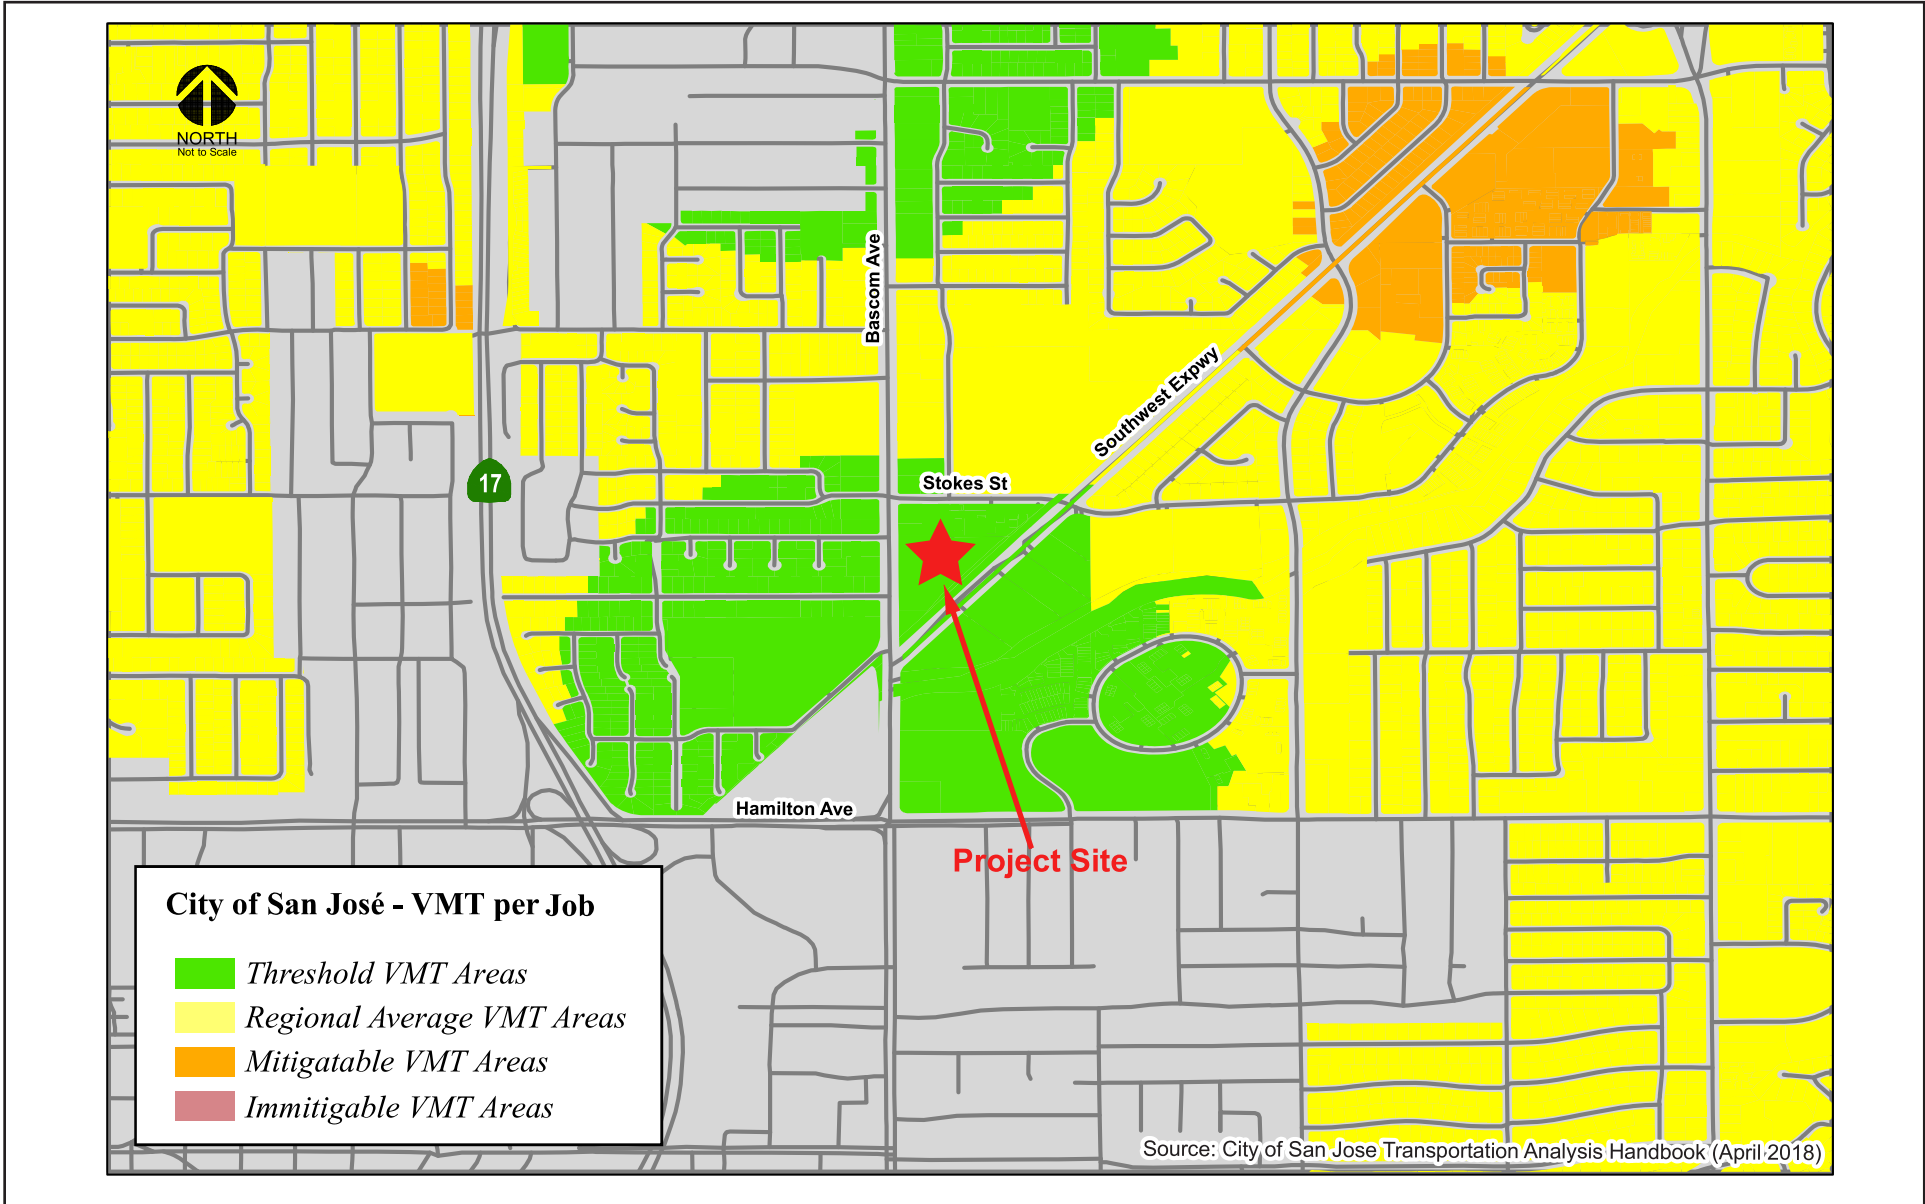 NORTH
Not to Scale
Bascom Ave
Southwest Expwy
17
Stokes St
Hamilton Ave
Project Site
City of San José - VMT per Job
Threshold VMT Areas
Regional Average VMT Areas
Mitigatable VMT Areas
Immitigable VMT Areas
Source: City of San Jose Transportation Analysis Handbook (April 2018)